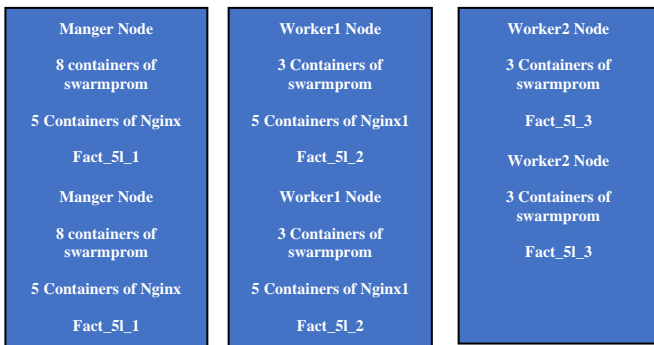 Manger Node
8 containers of
swarmprom
5 Containers of Nginx
Fact_5l_1
Manger Node
8 containers of
swarmprom
5 Containers of Nginx
Fact_5l_1
Worker1 Node
3 Containers of
swarmprom
5 Containers of Nginx1
Fact_5l_2
Worker1 Node
3 Containers of
swarmprom
5 Containers of Nginx1
Fact_5l_2
Worker2 Node
3 Containers of
swarmprom
Fact_5l_3
Worker2 Node
3 Containers of
swarmprom
Fact_5l_3